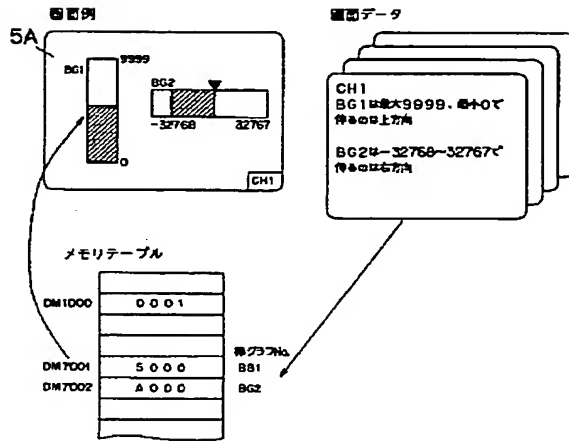 画面例
画面データ
5A
9999
BG1
BG2
-32768
32767
0
CH1
CH1
BG1は最大9999、最小0で
伸るのは上方向
BG2は-32768~32767で
伸るのは右方向
メモリテーブル
DM1000
0001
棒グラフNo.
DM7001
5000
BG1
DM7002
A000
BG2